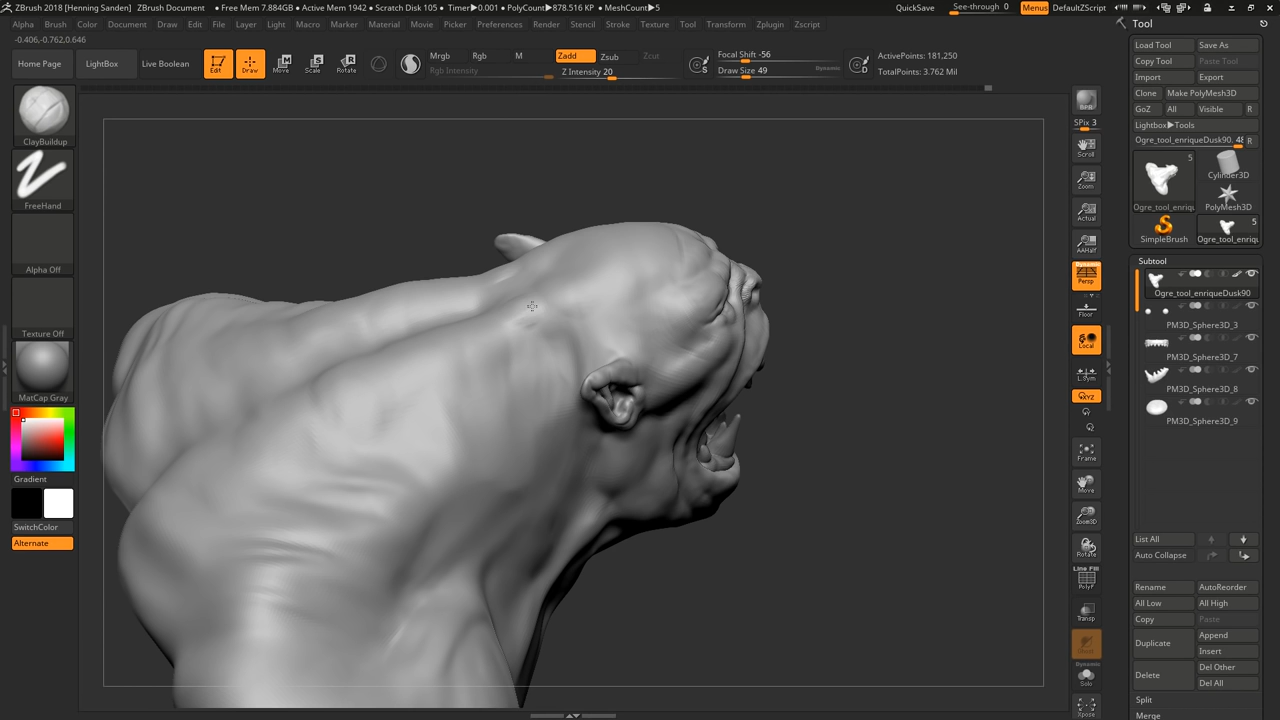 ZBrush 2018 [Henning Sanden] ZBrush Document • Free Mem 7.884GB • Active Mem 1942 • Scratch Disk 105 • Timer▶0.001 • PolyCount▶878.516 KP • MeshCount▶5 QuickSave See-through 0 Menus DefaultZScript
Alpha Brush Color Document Draw Edit File Layer Light Macro Marker Material Movie Picker Preferences Render Stencil Stroke Texture Tool Transform Zplugin Zscript
-0.406,-0.762,0.646
Home Page LightBox Live Boolean Edit Draw Move Scale Rotate
Mrgb Rgb M Zadd Zsub Zcut
Rgb Intensity Z Intensity 20
Focal Shift -56
Draw Size 49 Dynamic
ActivePoints: 181,250
TotalPoints: 3.762 Mil
ClayBuildup
FreeHand
Alpha Off
Texture Off
MatCap Gray
Gradient
SwitchColor
Alternate
BPR
SPix 3
Scroll
Zoom
Actual
AAHalf
Dynamic
Persp
Floor
Local
L.Sym
XYZ
Frame
Move
Zoom3D
Rotate
Line Fill
PolyF
Transp
Ghost
Dynamic
Solo
Xpose
Tool
Load Tool Save As
Copy Tool Paste Tool
Import Export
Clone Make PolyMesh3D
GoZ All Visible R
Lightbox▶Tools
Ogre_tool_enriqueDusk90. 48 R
5
Cylinder3D
Ogre_tool_enriqu PolyMesh3D
5
SimpleBrush Ogre_tool_enriqu
Subtool
Ogre_tool_enriqueDusk90
PM3D_Sphere3D_3
PM3D_Sphere3D_7
PM3D_Sphere3D_8
PM3D_Sphere3D_9
List All
Auto Collapse
Rename AutoReorder
All Low All High
Copy Paste
Duplicate Append
Insert
Delete Del Other
Del All
Split
Merge